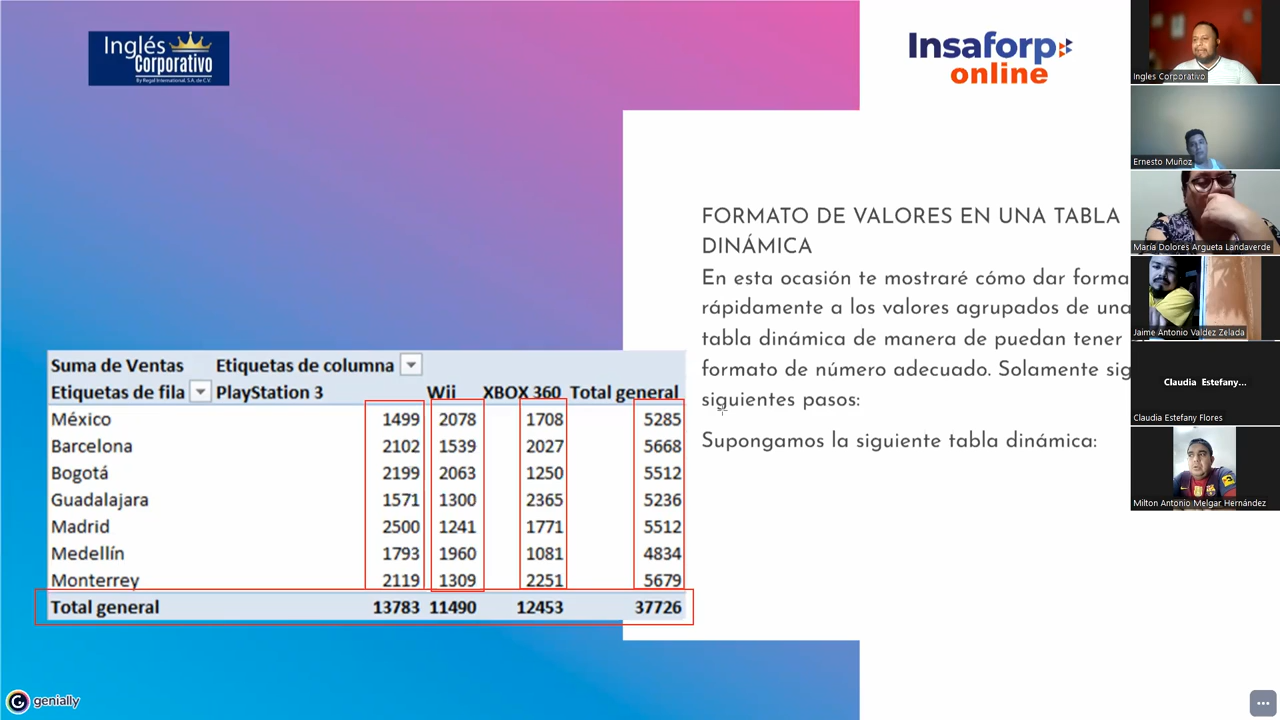 Inglés
Corporativo
By Regal International, S.A. de C.V.
Insaforp
online
FORMATO DE VALORES EN UNA TABLA
DINÁMICA
En esta ocasión te mostraré cómo dar forma
rápidamente a los valores agrupados de una
tabla dinámica de manera de puedan tener
formato de número adecuado. Solamente sig
siguientes pasos:
Supongamos la siguiente tabla dinámica:
Suma de Ventas Etiquetas de columna
Etiquetas de fila PlayStation 3 Wii XBOX 360 Total general
México 1499 2078 1708 5285
Barcelona 2102 1539 2027 5668
Bogotá 2199 2063 1250 5512
Guadalajara 1571 1300 2365 5236
Madrid 2500 1241 1771 5512
Medellín 1793 1960 1081 4834
Monterrey 2119 1309 2251 5679
Total general 13783 11490 12453 37726
genially
Ingles Corporativo
Ernesto Muñoz
María Dolores Argueta Landaverde
Jaime Antonio Valdez Zelada
Claudia Estefany...
Claudia Estefany Flores
Milton Antonio Melgar Hernández